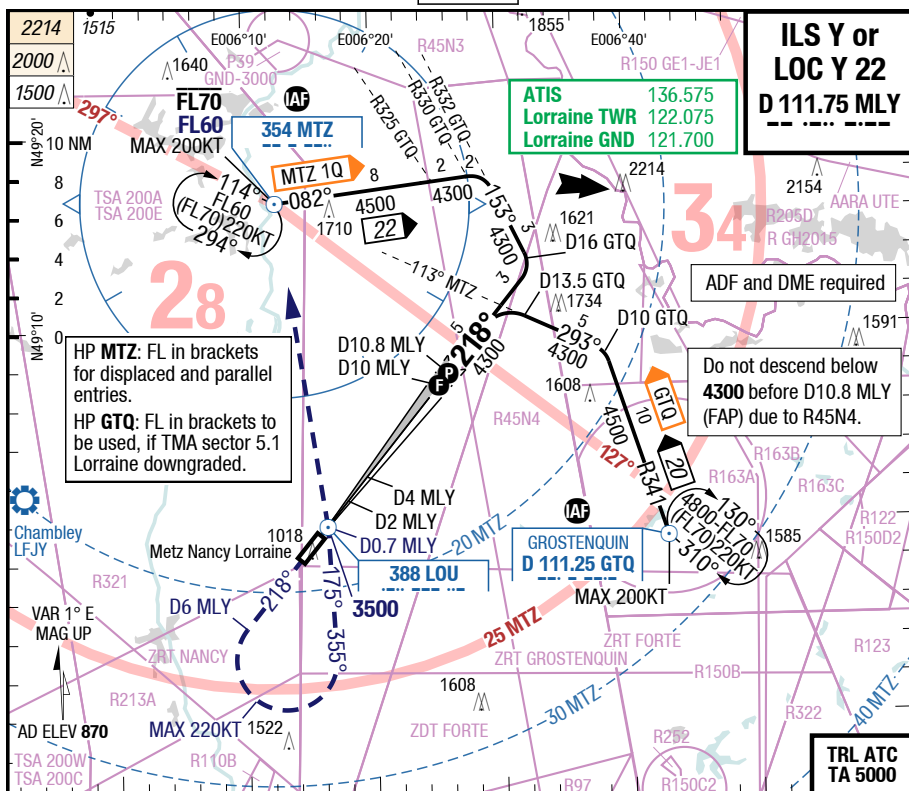 2214
2000
1500
1515
E006°10'
E006°20'
1855
E006°40'
R45N3
P39
GND-3000
1640
R150 GE1-JE1
ILS Y or
LOC Y 22
D 111.75 MLY
ATIS 136.575
Lorraine TWR 122.075
Lorraine GND 121.700
297°
FL70
FL60
MAX 200KT
IAF
354 MTZ
R325 GTQ
R330 GTQ
R332 GTQ
N49°20'
10 NM
8
6
4
2
0
N49°10'
TSA 200A
TSA 200E
114°
FL60
(FL70)220KT
294°
MTZ 1Q
082°
8
4500
2
4300
2
22
1710
153°
4300
3
3
1621
2214
2154
AARA UTE
R205D
R GH2015
34
28
D16 GTQ
D13.5 GTQ
113° MTZ
1734
ADF and DME required
5
293°
4300
D10 GTQ
1591
HP MTZ: FL in brackets
for displaced and parallel
entries.
HP GTQ: FL in brackets to
be used, if TMA sector 5.1
Lorraine downgraded.
D10.8 MLY
D10 MLY
P
F
5
218°
4300
1608
Do not descend below
4300 before D10.8 MLY
(FAP) due to R45N4.
R45N4
GTQ
10
4500
R341
20
127°
R163B
R163A
R163C
R122
R150D2
Chambley
LFJY
D4 MLY
D2 MLY
D0.7 MLY
1018
Metz Nancy Lorraine
388 LOU
20 MTZ
IAF
GROSTENQUIN
D 111.25 GTQ
MAX 200KT
130°
4800-FL70
(FL70)220KT
310°
1585
R321
D6 MLY
218°
175°
355°
3500
VAR 1° E
MAG UP
ZRT NANCY
R213A
25 MTZ
ZRT FORTE
ZRT GROSTENQUIN
R150B
R123
AD ELEV 870
MAX 220KT
1522
1608
ZDT FORTE
30 MTZ
40 MTZ
R322
TSA 200W
TSA 200C
R110B
R252
R97
R150C2
TRL ATC
TA 5000